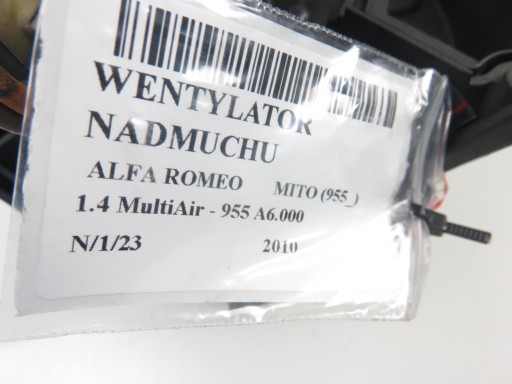 WENTYLATOR
NADMUCHU
ALFA ROMEO MITO (955_)
1.4 MultiAir - 955 A6.000
N/1/23 2010